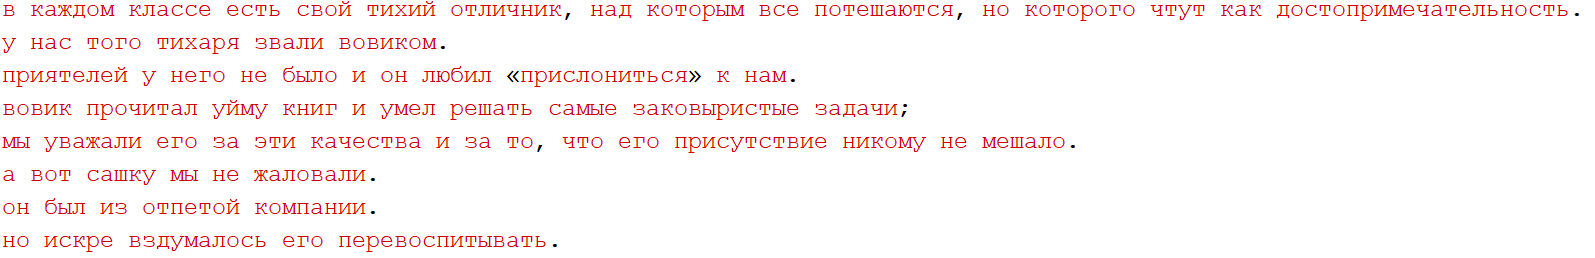 в каждом классе есть свой тихий отличник, над которым все потешаются, но которого чтут как достопримечательность.
у нас того тихаря звали вовиком.
приятелей у него не было и он любил «прислониться» к нам.
вовик прочитал уйму книг и умел решать самые заковыристые задачи;
мы уважали его за эти качества и за то, что его присутствие никому не мешало.
а вот сашку мы не жаловали.
он был из отпетой компании.
но искре вздумалось его перевоспитывать.